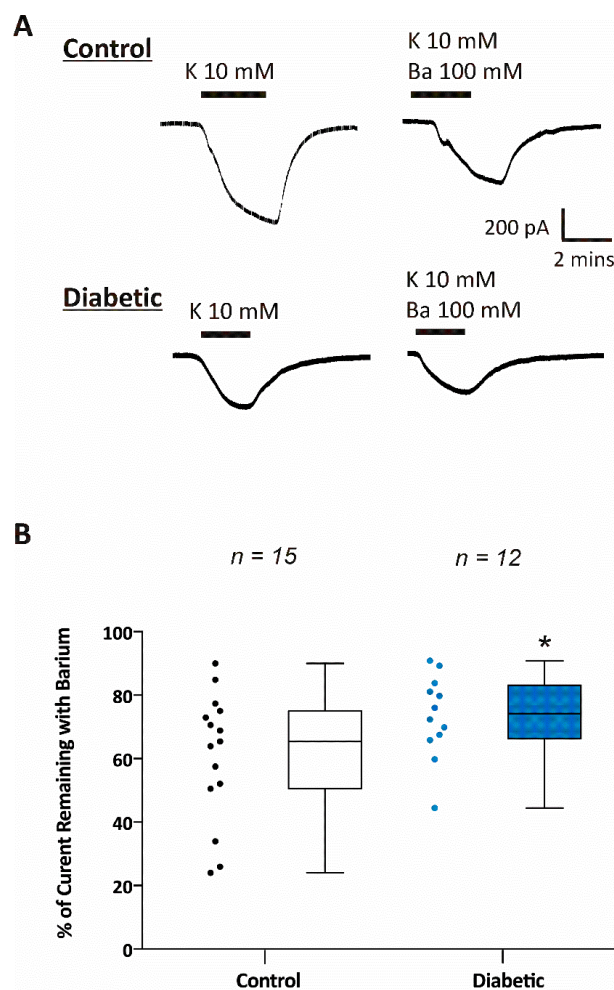 A
Control
K 10 mM
K 10 mM
Ba 100 mM
200 pA
2 mins
Diabetic
K 10 mM
K 10 mM
Ba 100 mM
B
n = 15
n = 12
% of Curent Remaining with Barium
100
80
60
40
20
0
*
Control
Diabetic